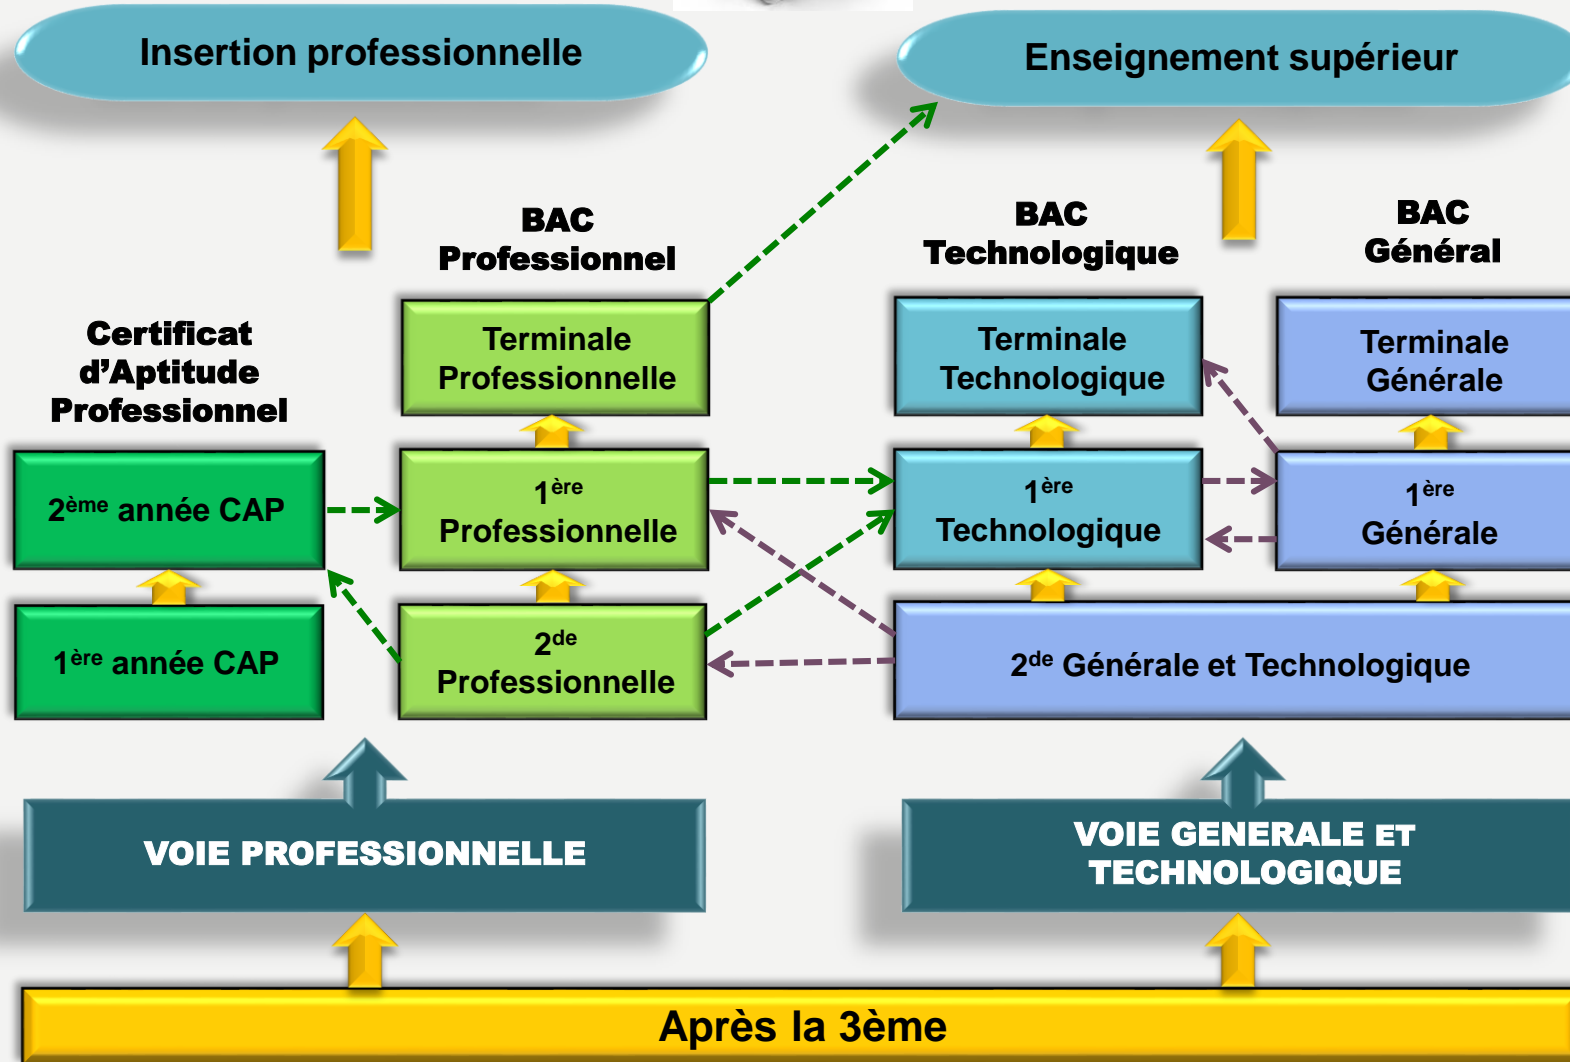 Insertion professionnelle
Enseignement supérieur
BAC
Professionnel
BAC
Technologique
BAC
Général
Certificat
d’Aptitude
Professionnel
Terminale
Professionnelle
Terminale
Technologique
Terminale
Générale
2ème année CAP
1ère
Professionnelle
1ère
Technologique
1ère
Générale
1ère année CAP
2de
Professionnelle
2de Générale et Technologique
VOIE PROFESSIONNELLE
VOIE GENERALE ET
TECHNOLOGIQUE
Après la 3ème